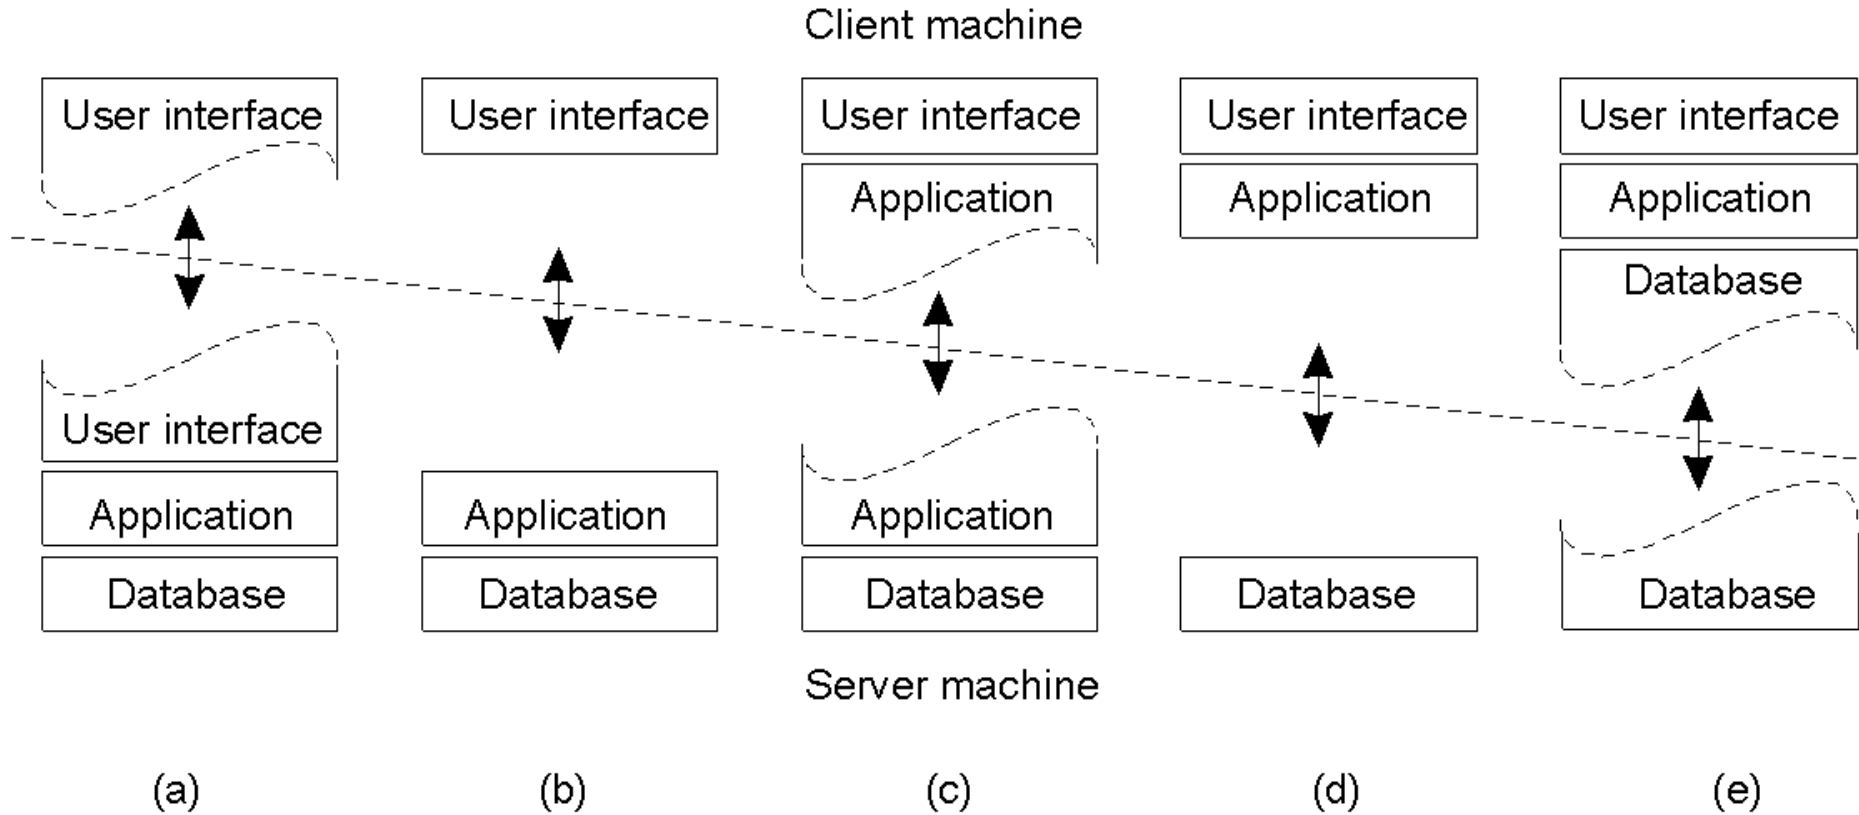 Client machine
User interface User interface User interface User interface User interface
Application Application Application
Database
User interface
Application Application Application
Database Database Database Database Database
Server machine
(a) (b) (c) (d) (e)